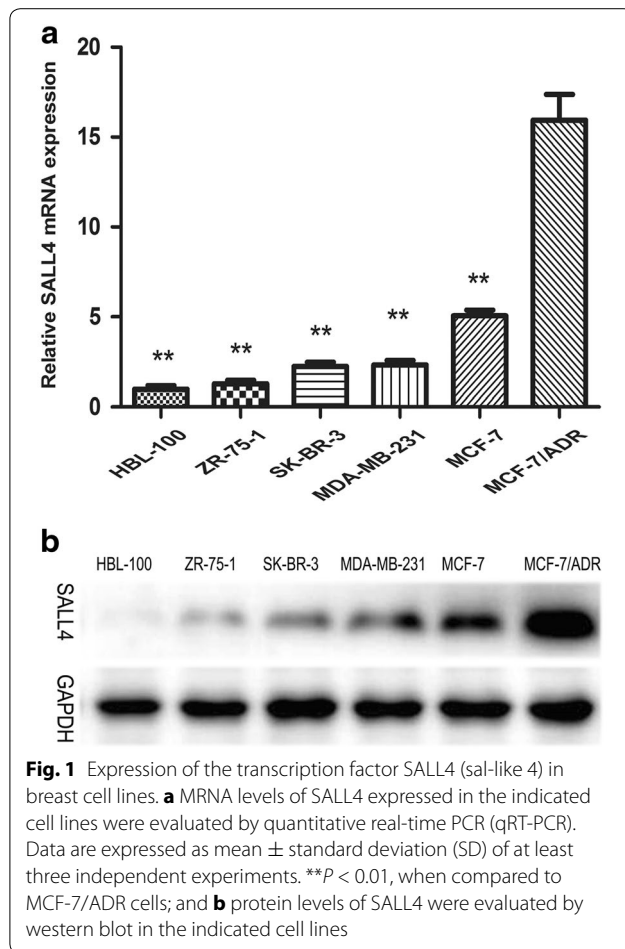 a
20
15
10
5
0
Relative SALL4 mRNA expression
** ** ** ** **
HBL-100 ZR-75-1 SK-BR-3 MDA-MB-231 MCF-7 MCF-7/ADR
b
HBL-100 ZR-75-1 SK-BR-3 MDA-MB-231 MCF-7 MCF-7/ADR
SALL4
GAPDH
Fig. 1 Expression of the transcription factor SALL4 (sal-like 4) in
breast cell lines. a MRNA levels of SALL4 expressed in the indicated
cell lines were evaluated by quantitative real-time PCR (qRT-PCR).
Data are expressed as mean ± standard deviation (SD) of at least
three independent experiments. **P < 0.01, when compared to
MCF-7/ADR cells; and b protein levels of SALL4 were evaluated by
western blot in the indicated cell lines